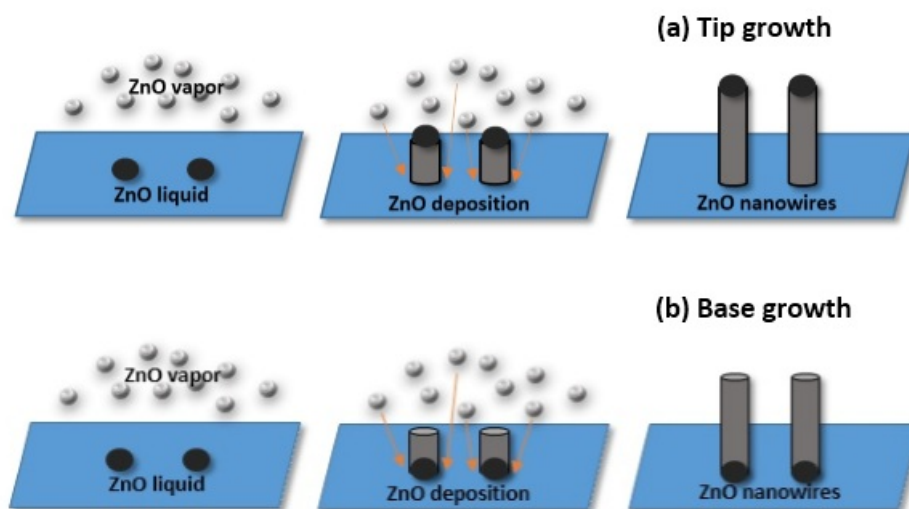 (a) Tip growth
ZnO vapor
ZnO liquid
ZnO deposition
ZnO nanowires
(b) Base growth
ZnO vapor
ZnO liquid
ZnO deposition
ZnO nanowires